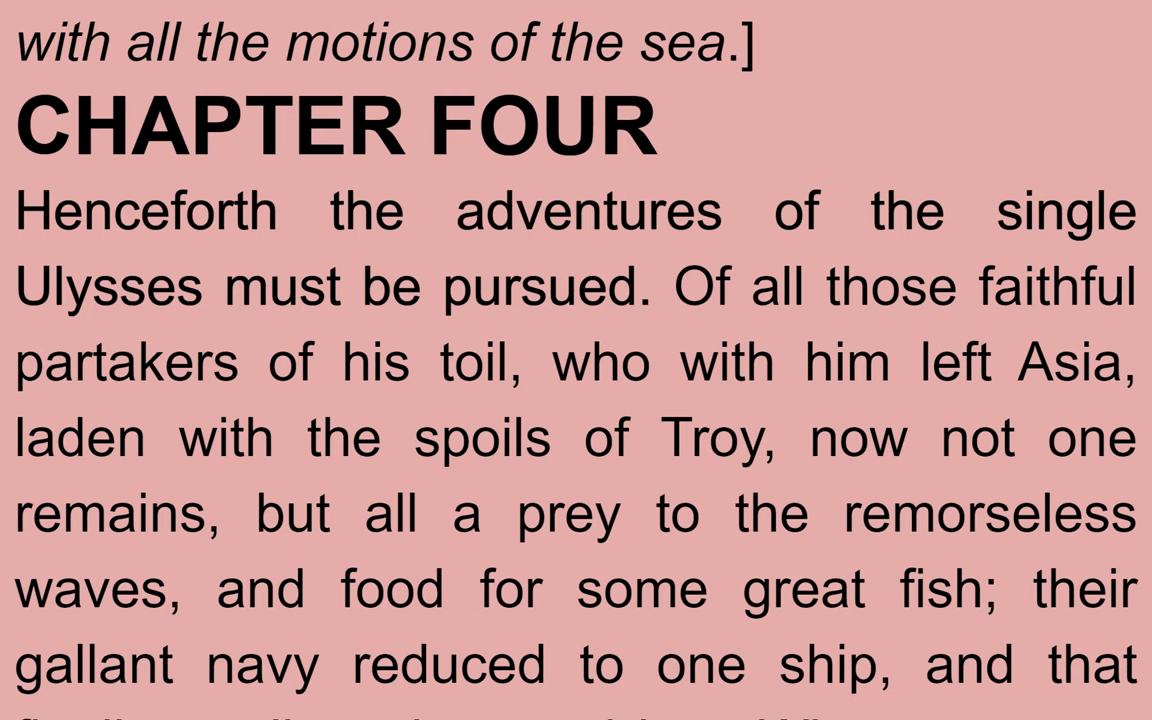 with all the motions of the sea.]
CHAPTER FOUR
Henceforth the adventures of the single
Ulysses must be pursued. Of all those faithful
partakers of his toil, who with him left Asia,
laden with the spoils of Troy, now not one
remains, but all a prey to the remorseless
waves, and food for some great fish; their
gallant navy reduced to one ship, and that